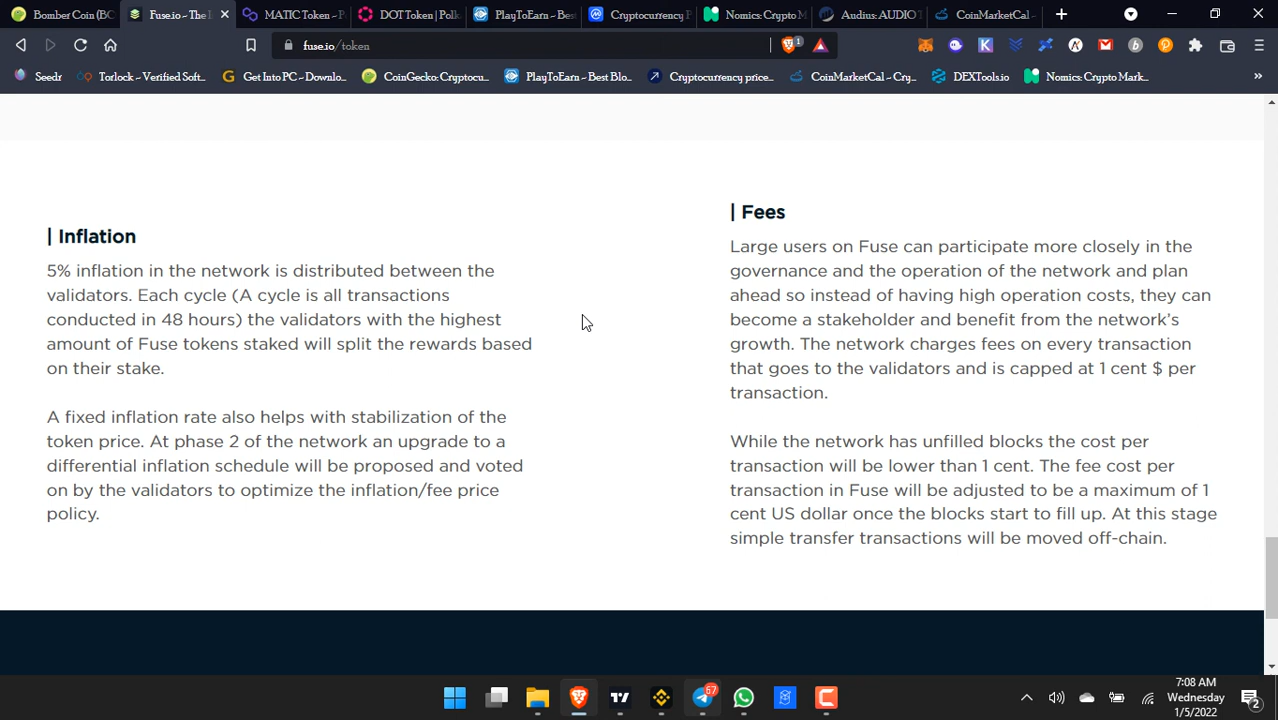 Bomber Coin (BC
Fuse.io ~ The I
MATIC Token ~ P
DOT Token | Polk
PlayToEarn ~ Bes
Cryptocurrency P
Nomics: Crypto M
Audius: AUDIO T
CoinMarketCal ~
fuse.io/token
1
Seedr
Torlock ~ Verified Soft...
Get Into PC ~ Downlo...
CoinGecko: Cryptocu...
PlayToEarn ~ Best Blo...
Cryptocurrency price...
CoinMarketCal ~ Cry...
DEXTools.io
Nomics: Crypto Mark...
»
| Inflation
5% inflation in the network is distributed between the
validators. Each cycle (A cycle is all transactions
conducted in 48 hours) the validators with the highest
amount of Fuse tokens staked will split the rewards based
on their stake.
A fixed inflation rate also helps with stabilization of the
token price. At phase 2 of the network an upgrade to a
differential inflation schedule will be proposed and voted
on by the validators to optimize the inflation/fee price
policy.
| Fees
Large users on Fuse can participate more closely in the
governance and the operation of the network and plan
ahead so instead of having high operation costs, they can
become a stakeholder and benefit from the network's
growth. The network charges fees on every transaction
that goes to the validators and is capped at 1 cent $ per
transaction.
While the network has unfilled blocks the cost per
transaction will be lower than 1 cent. The fee cost per
transaction in Fuse will be adjusted to be a maximum of 1
cent US dollar once the blocks start to fill up. At this stage
simple transfer transactions will be moved off-chain.
57
7:08 AM
Wednesday
1/5/2022
2